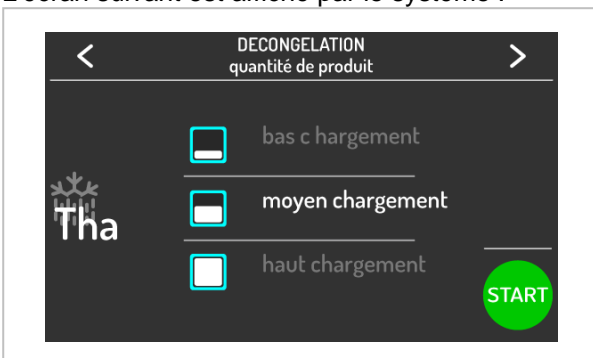 L'écran suivant est affiché par le système :
DECONGELATION
quantité de produit
bas c hargement
moyen chargement
Tha
haut chargement
START